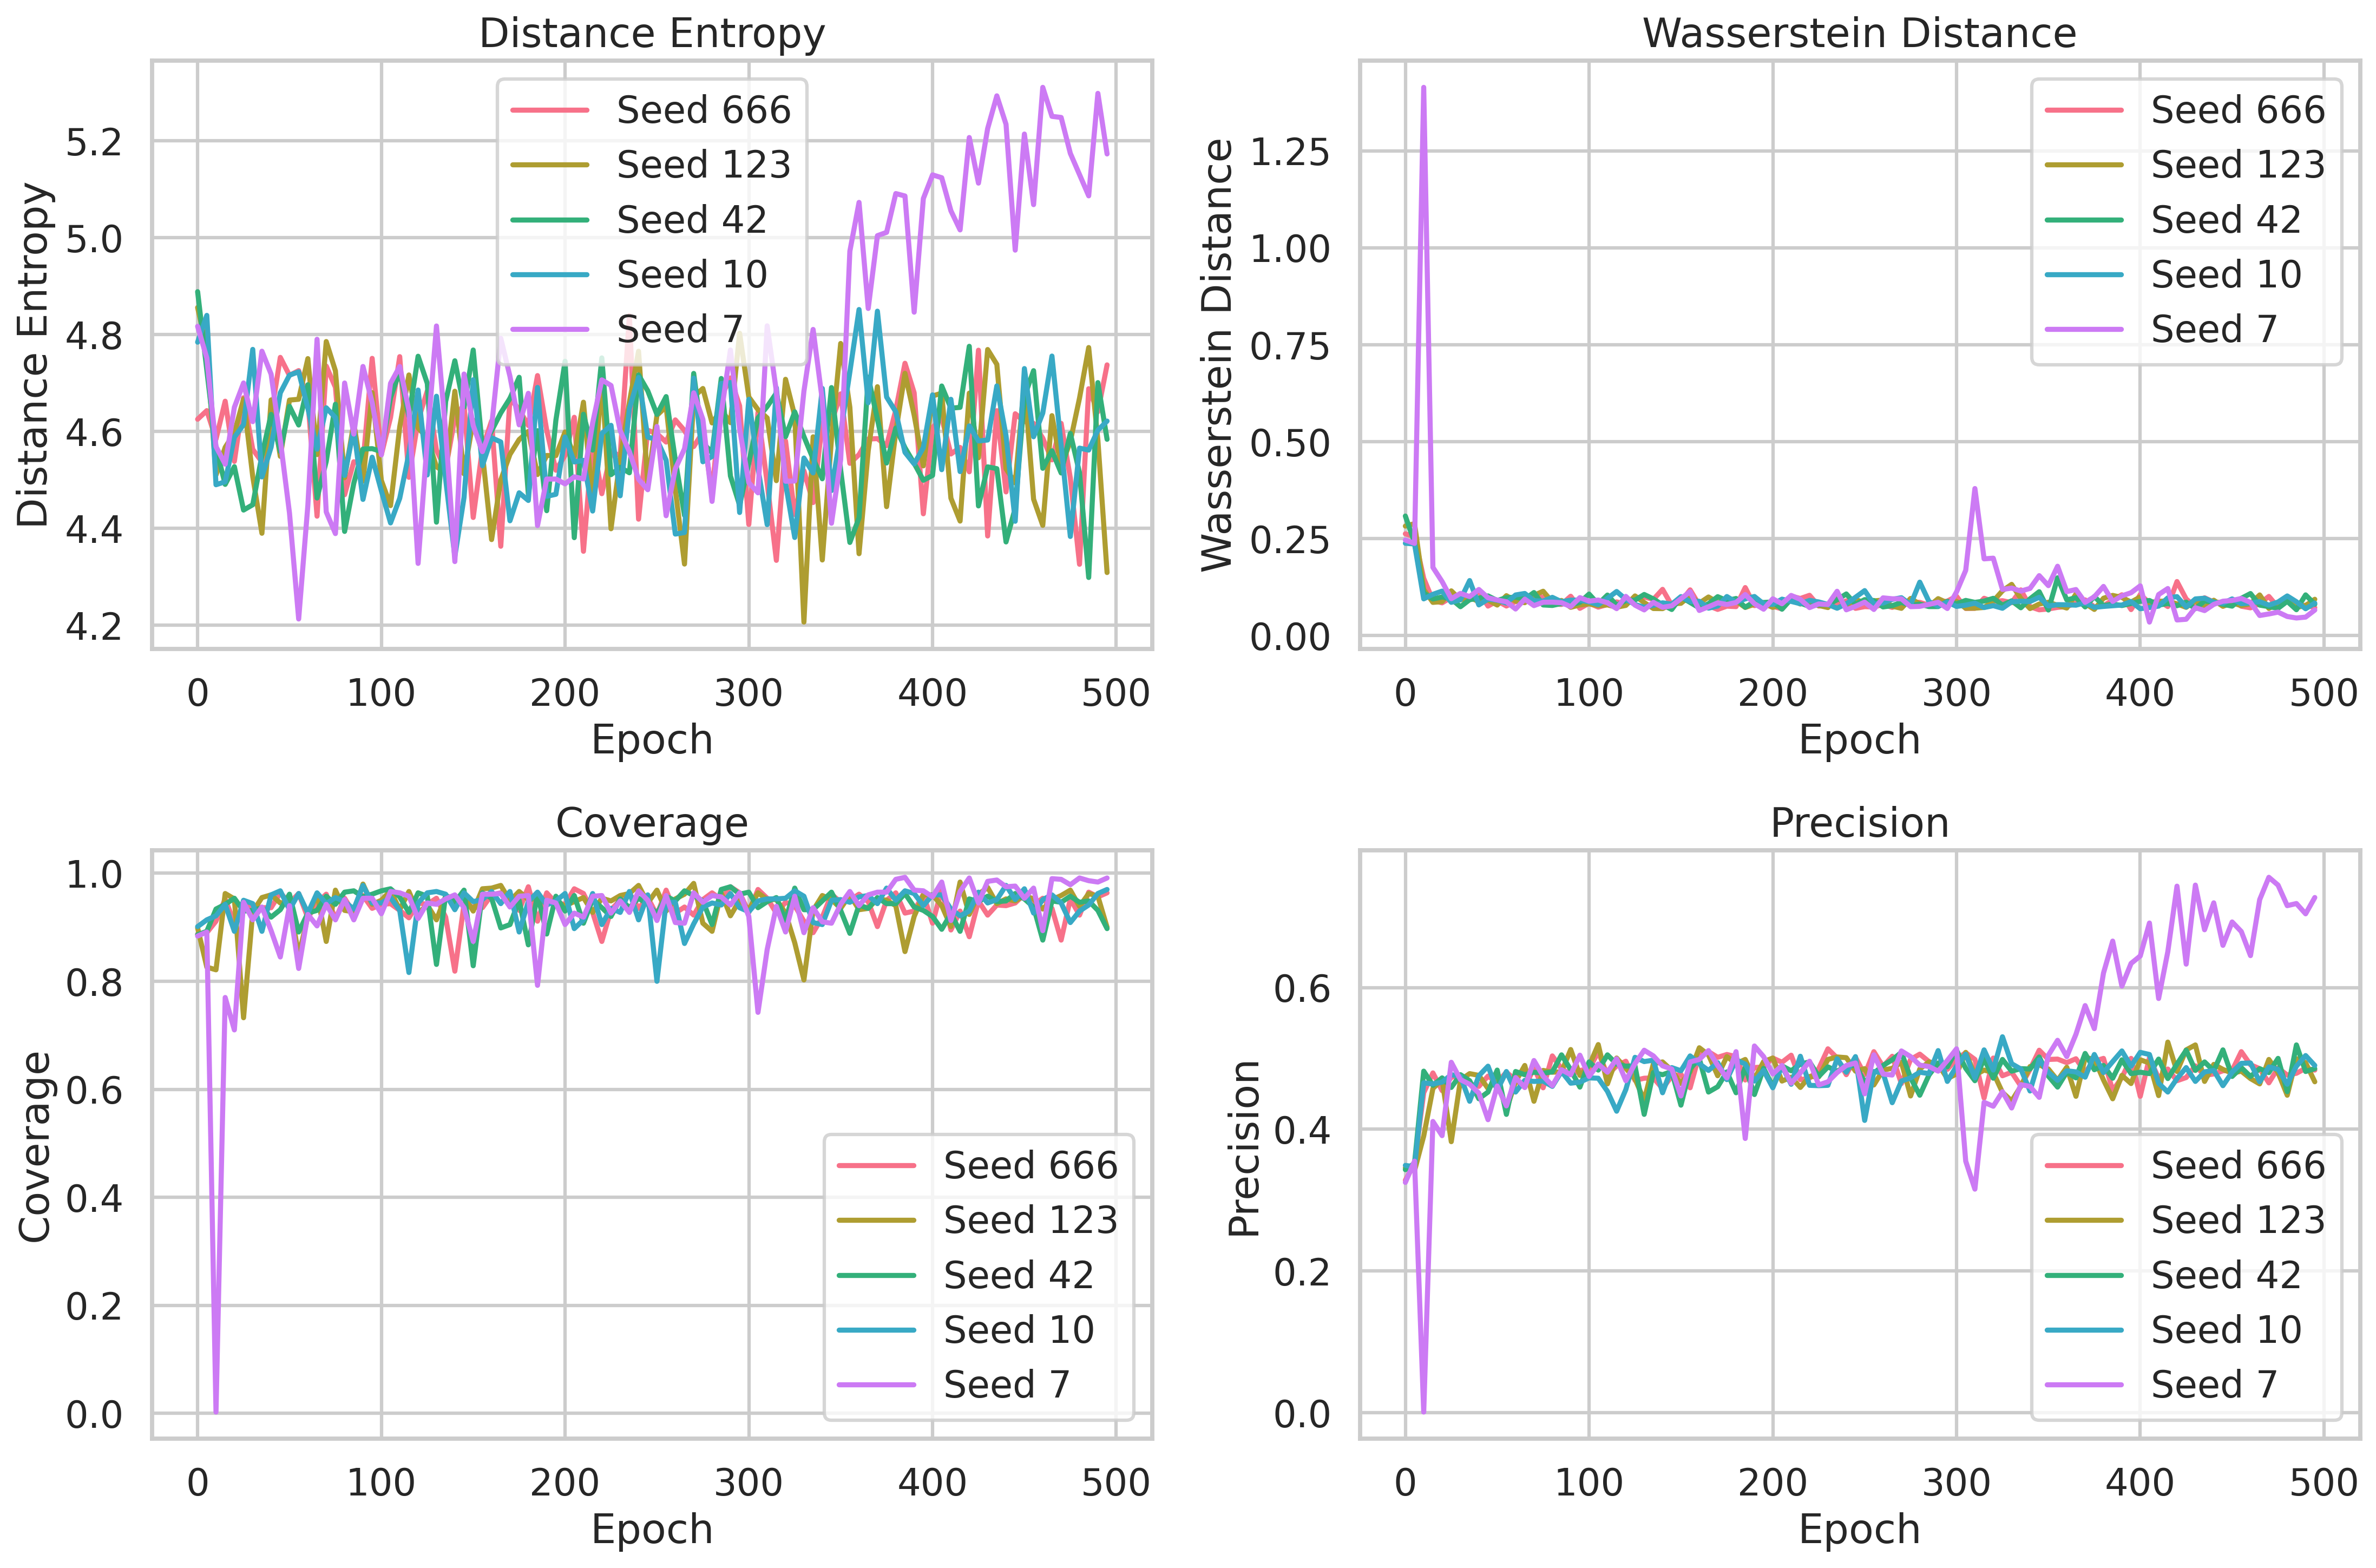 Distance Entropy
Distance Entropy
5.2
5.0
4.8
4.6
4.4
4.2
Seed 666
Seed 123
Seed 42
Seed 10
Seed 7
0 100 200 300 400 500
Epoch
Wasserstein Distance
Wasserstein Distance
1.25
1.00
0.75
0.50
0.25
0.00
Seed 666
Seed 123
Seed 42
Seed 10
Seed 7
0 100 200 300 400 500
Epoch
Coverage
Coverage
1.0
0.8
0.6
0.4
0.2
0.0
Seed 666
Seed 123
Seed 42
Seed 10
Seed 7
0 100 200 300 400 500
Epoch
Precision
Precision
0.6
0.4
0.2
0.0
Seed 666
Seed 123
Seed 42
Seed 10
Seed 7
0 100 200 300 400 500
Epoch